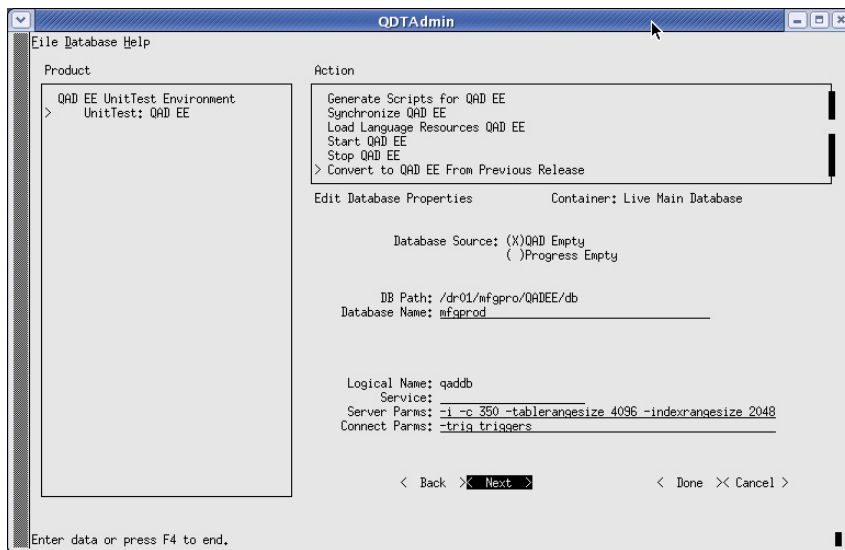 QDTAdmin
File Database Help
Product
QAD EE UnitTest Environment
> UnitTest: QAD EE
Action
Generate Scripts for QAD EE
Synchronize QAD EE
Load Language Resources QAD EE
Start QAD EE
Stop QAD EE
> Convert to QAD EE From Previous Release
Edit Database Properties Container: Live Main Database
Database Source: (X)QAD Empty
( )Progress Empty
DB Path: /dr01/mfgpro/QADEE/db
Database Name: mfgprod
Logical Name: qaddb
Service:
Server Parms: -i -c 350 -tablerangesize 4096 -indexrangesize 2048
Connect Parms: -trig triggers
< Back >< Next > < Done >< Cancel >
Enter data or press F4 to end.